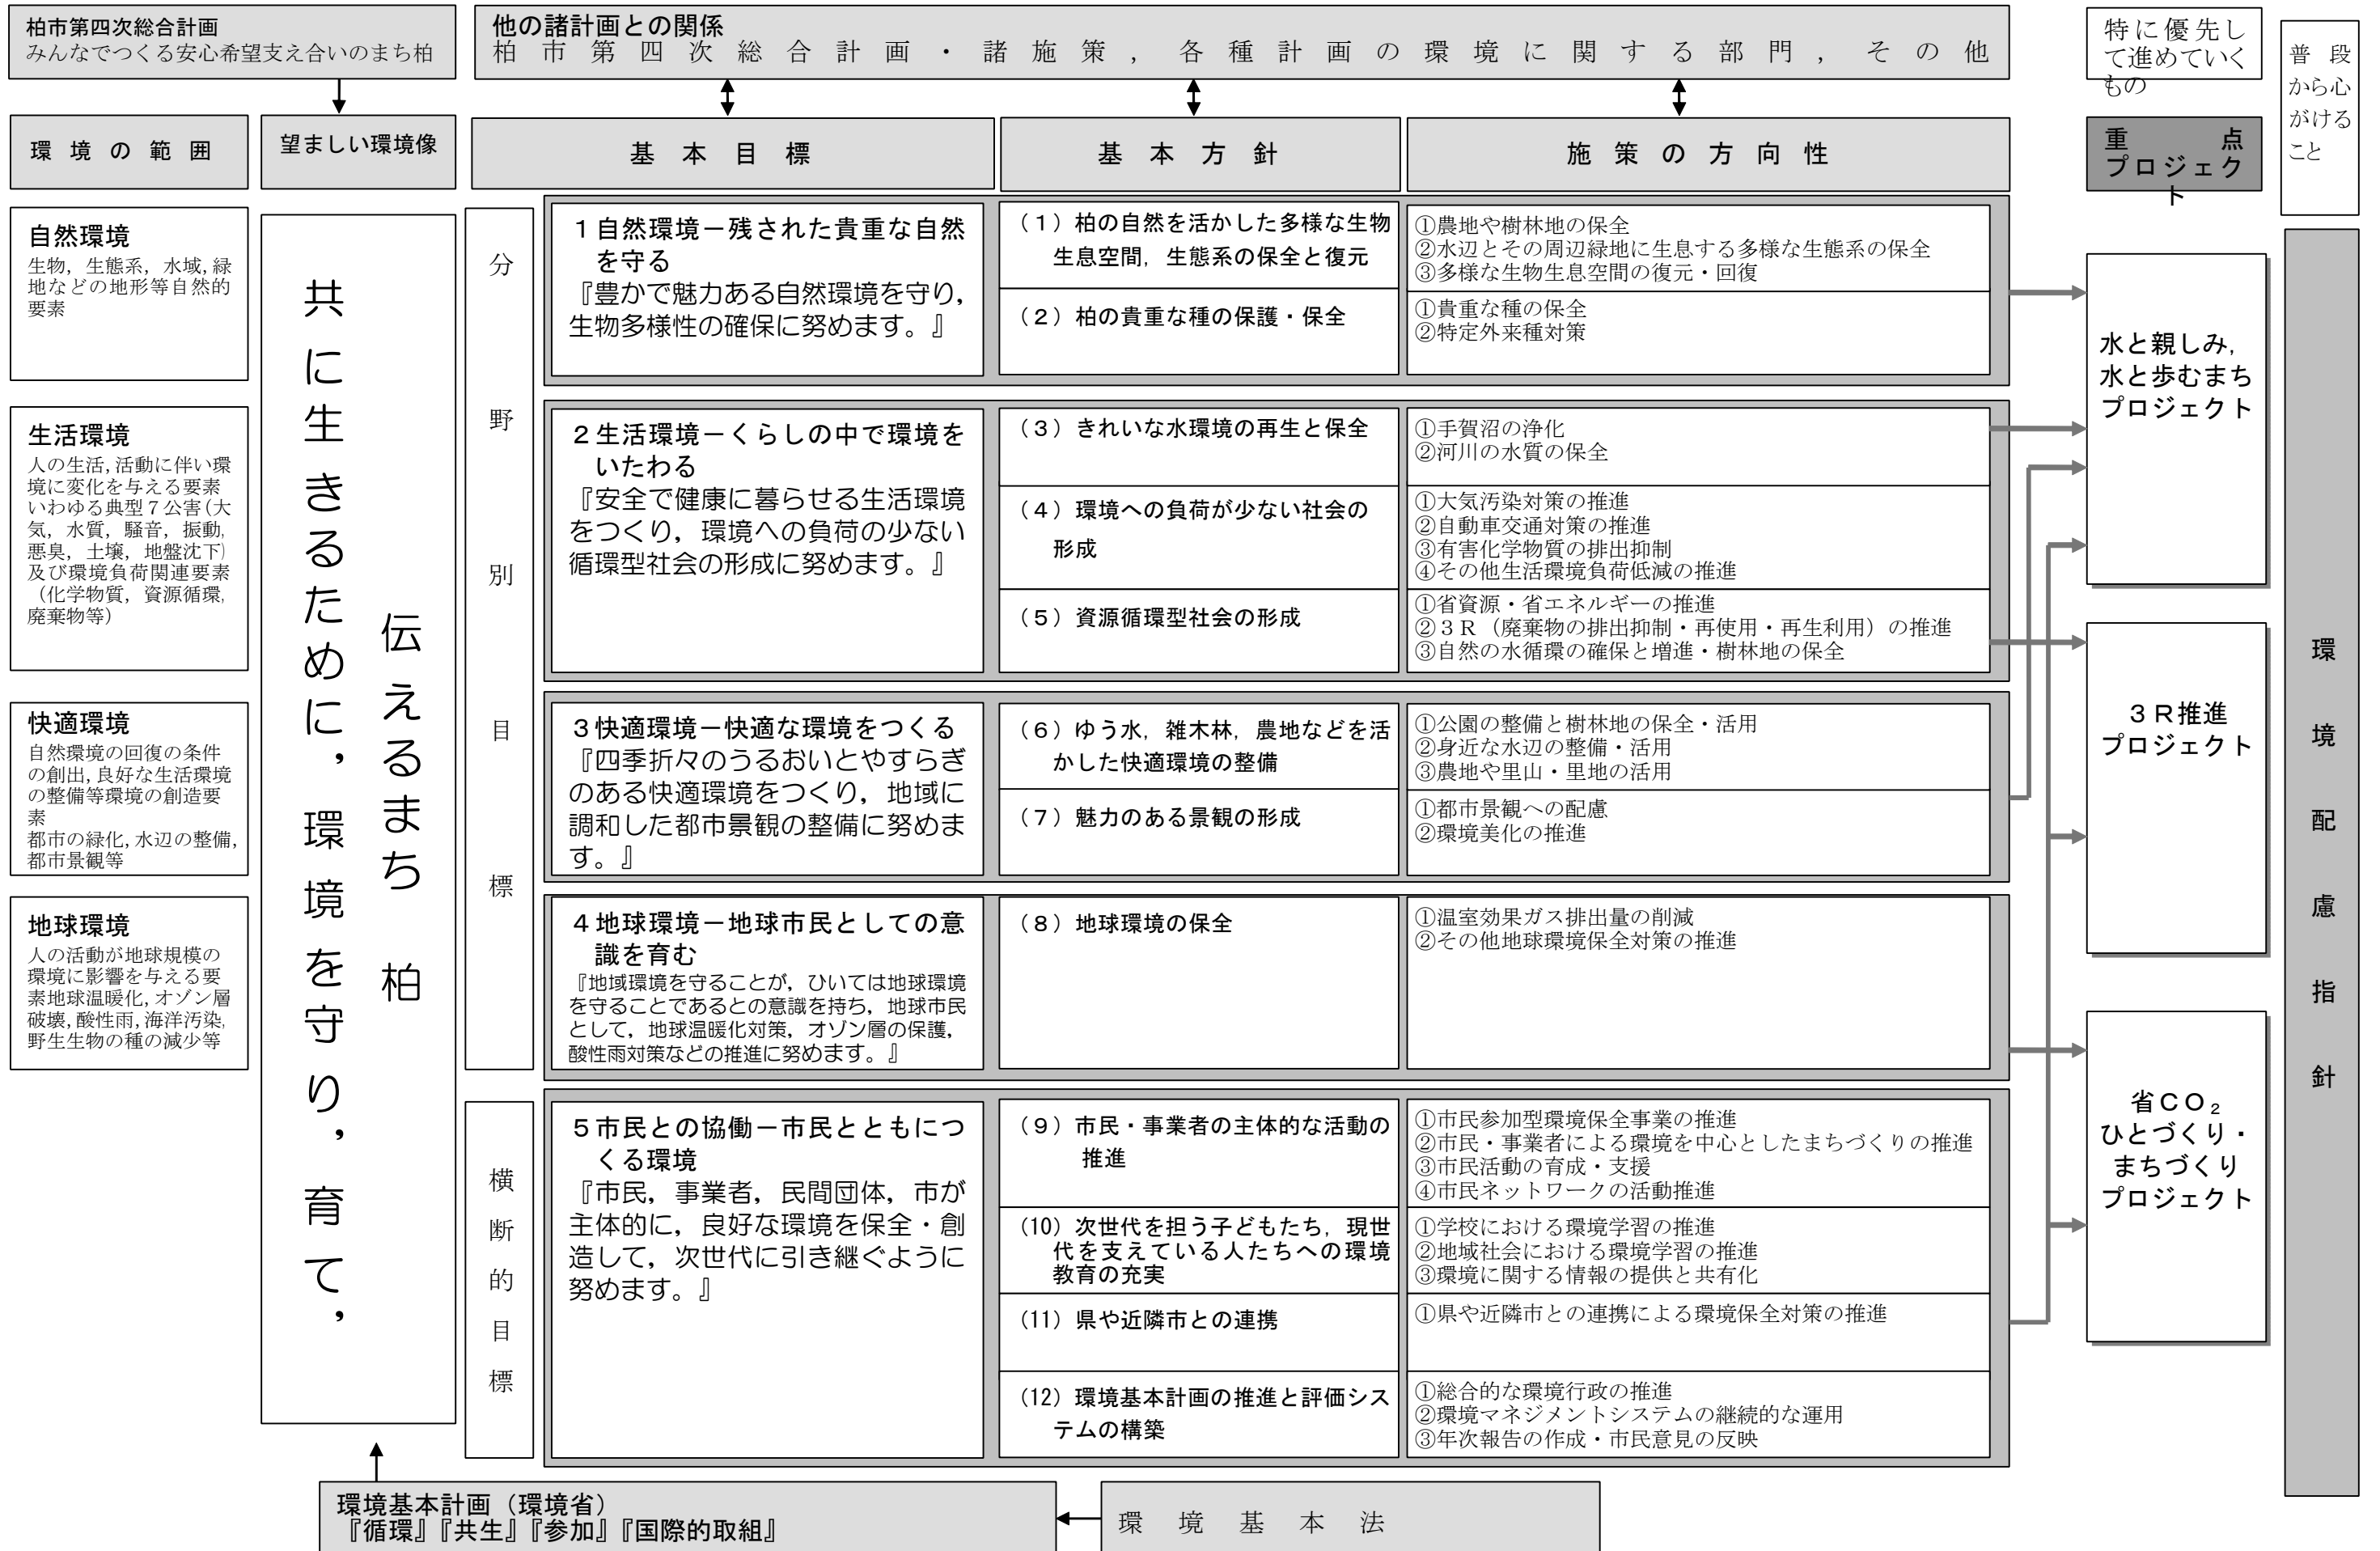 柏市第四次総合計画
みんなでつくる安心希望支え合いのまち柏
他の諸計画との関係
柏市第四次総合計画・諸施策，各種計画の環境に関する部門，その他
特に優先し
て進めていく
もの
普段
から心
がける
こと
環境の範囲
望ましい環境像
基本目標
基本方針
施策の方向性
重点
プロジェク
ト
自然環境
生物，生態系，水域，緑
地などの地形等自然的
要素
生活環境
人の生活，活動に伴い環
境に変化を与える要素
いわゆる典型７公害（大
気，水質，騒音，振動，
悪臭，土壌，地盤沈下）
及び環境負荷関連要素
（化学物質，資源循環，
廃棄物等）
快適環境
自然環境の回復の条件
の創出，良好な生活環境
の整備等環境の創造要
素
都市の緑化，水辺の整備，
都市景観等
地球環境
人の活動が地球規模の
環境に影響を与える要
素地球温暖化，オゾン層
破壊，酸性雨，海洋汚染，
野生生物の種の減少等
共に生きるために，環境を守り，育て，
伝えるまち　柏
分野別目標
１自然環境－残された貴重な自然
を守る
『豊かで魅力ある自然環境を守り，
生物多様性の確保に努めます。』
（１）柏の自然を活かした多様な生物
生息空間，生態系の保全と復元
①農地や樹林地の保全
②水辺とその周辺緑地に生息する多様な生態系の保全
③多様な生物生息空間の復元・回復
（２）柏の貴重な種の保護・保全
①貴重な種の保全
②特定外来種対策
２生活環境－くらしの中で環境を
いたわる
『安全で健康に暮らせる生活環境
をつくり，環境への負荷の少ない
循環型社会の形成に努めます。』
（３）きれいな水環境の再生と保全
①手賀沼の浄化
②河川の水質の保全
（４）環境への負荷が少ない社会の
形成
①大気汚染対策の推進
②自動車交通対策の推進
③有害化学物質の排出抑制
④その他生活環境負荷低減の推進
（５）資源循環型社会の形成
①省資源・省エネルギーの推進
②３Ｒ（廃棄物の排出抑制・再使用・再生利用）の推進
③自然の水循環の確保と増進・樹林地の保全
３快適環境－快適な環境をつくる
『四季折々のうるおいとやすらぎ
のある快適環境をつくり，地域に
調和した都市景観の整備に努めま
す。』
（６）ゆう水，雑木林，農地などを活
かした快適環境の整備
①公園の整備と樹林地の保全・活用
②身近な水辺の整備・活用
③農地や里山・里地の活用
（７）魅力のある景観の形成
①都市景観への配慮
②環境美化の推進
４地球環境－地球市民としての意
識を育む
『地域環境を守ることが，ひいては地球環境
を守ることであるとの意識を持ち，地球市民
として，地球温暖化対策，オゾン層の保護，
酸性雨対策などの推進に努めます。』
（８）地球環境の保全
①温室効果ガス排出量の削減
②その他地球環境保全対策の推進
横断的目標
５市民との協働－市民とともにつ
くる環境
『市民，事業者，民間団体，市が
主体的に，良好な環境を保全・創
造して，次世代に引き継ぐように
努めます。』
（９）市民・事業者の主体的な活動の
推進
①市民参加型環境保全事業の推進
②市民・事業者による環境を中心としたまちづくりの推進
③市民活動の育成・支援
④市民ネットワークの活動推進
（10）次世代を担う子どもたち，現世
代を支えている人たちへの環境
教育の充実
①学校における環境学習の推進
②地域社会における環境学習の推進
③環境に関する情報の提供と共有化
（11）県や近隣市との連携
①県や近隣市との連携による環境保全対策の推進
（12）環境基本計画の推進と評価シス
テムの構築
①総合的な環境行政の推進
②環境マネジメントシステムの継続的な運用
③年次報告の作成・市民意見の反映
水と親しみ，
水と歩むまち
プロジェクト
３Ｒ推進
プロジェクト
省ＣＯ₂
ひとづくり・
まちづくり
プロジェクト
環境配慮指針
環境基本計画（環境省）
『循環』『共生』『参加』『国際的取組』
環境基本法